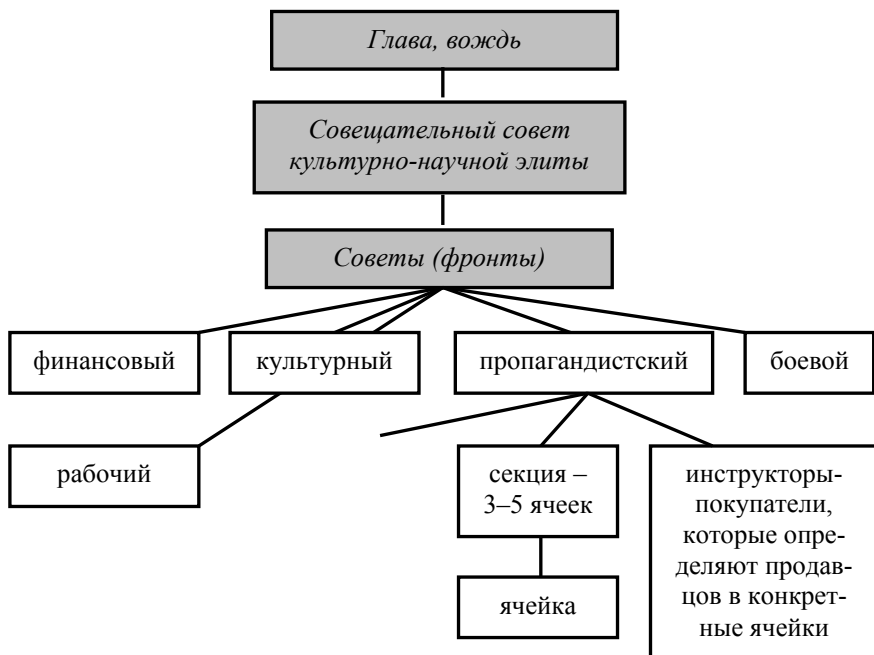 Глава, вождь
Совещательный совет
культурно-научной элиты
Советы (фронты)
финансовый
культурный
пропагандистский
боевой
рабочий
секция –
3–5 ячеек
ячейка
инструкторы-
покупатели,
которые опре-
деляют продав-
цов в конкрет-
ные ячейки